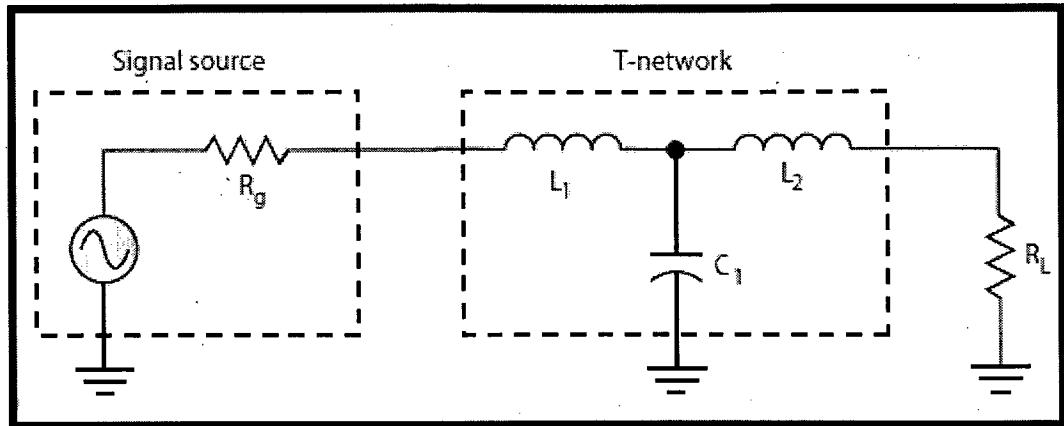 Signal source
T-network
R_g
L_1
L_2
C_1
R_L